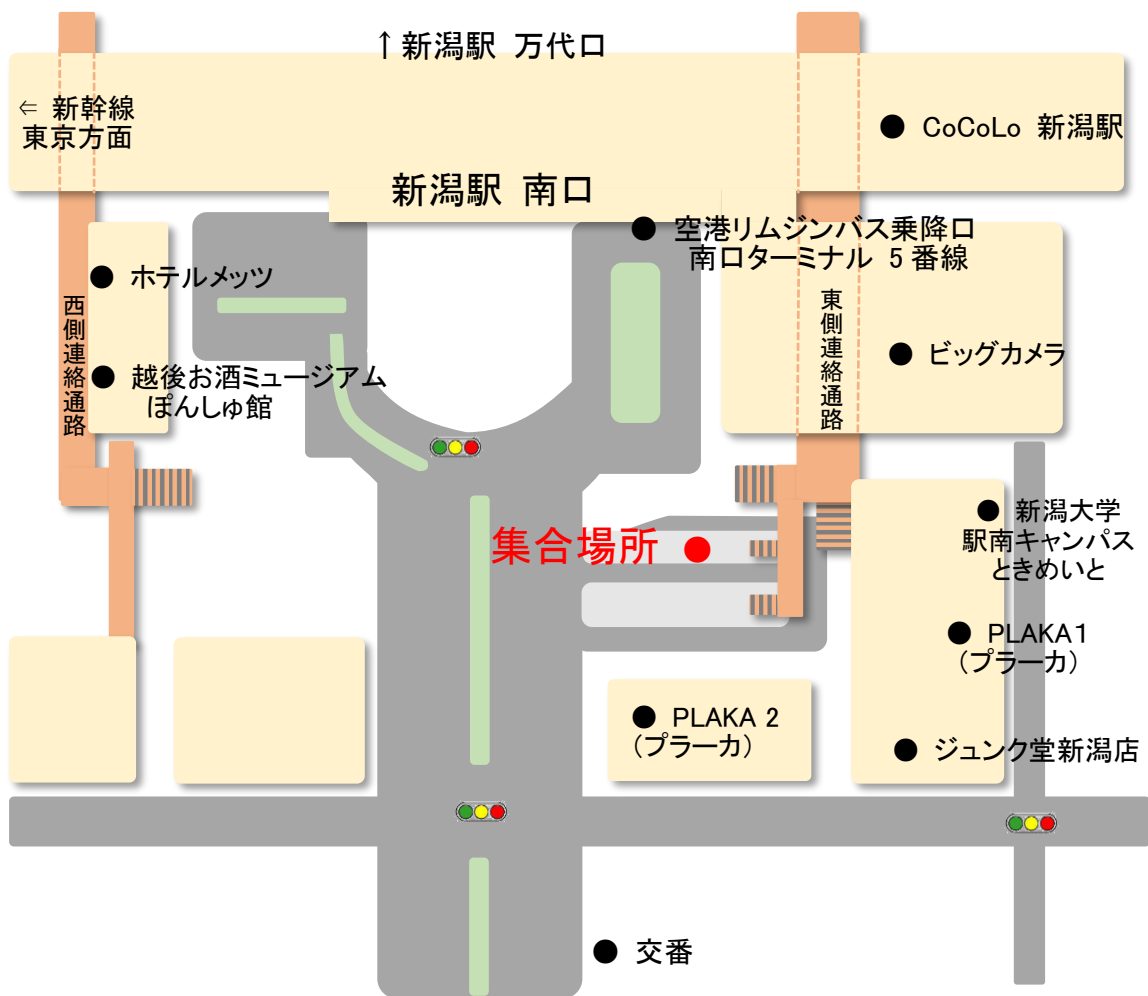 ↑新潟駅 万代口
⇐ 新幹線
東京方面
● CoCoLo 新潟駅
新潟駅 南口
● 空港リムジンバス乗降口
南口ターミナル 5番線
● ホテルメッツ
西側連絡通路
東側連絡通路
● ビッグカメラ
● 越後お酒ミュージアム
ぽんしゅ館
● 新潟大学
駅南キャンパス
ときめいと
集合場所 ●
● PLAKA1
(プラーカ)
● PLAKA 2
(プラーカ)
● ジュンク堂新潟店
● 交番